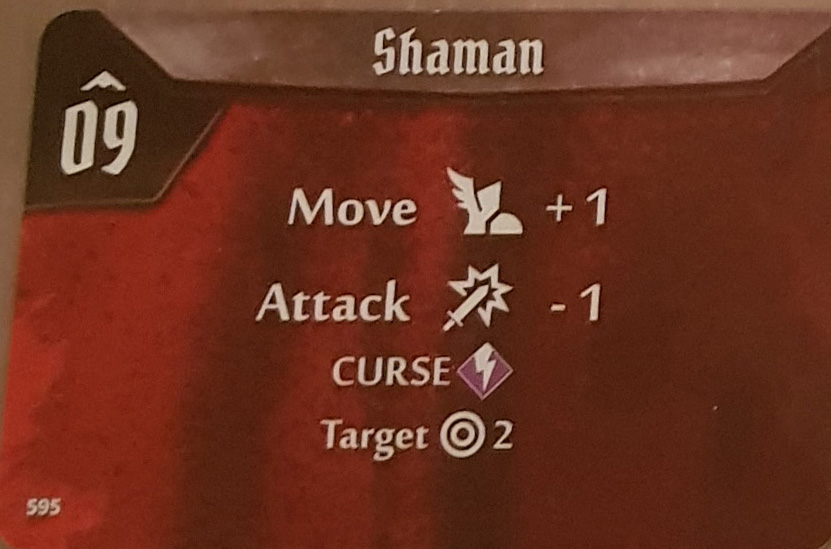 Shaman
09
Move + 1
Attack - 1
CURSE
Target 2
595